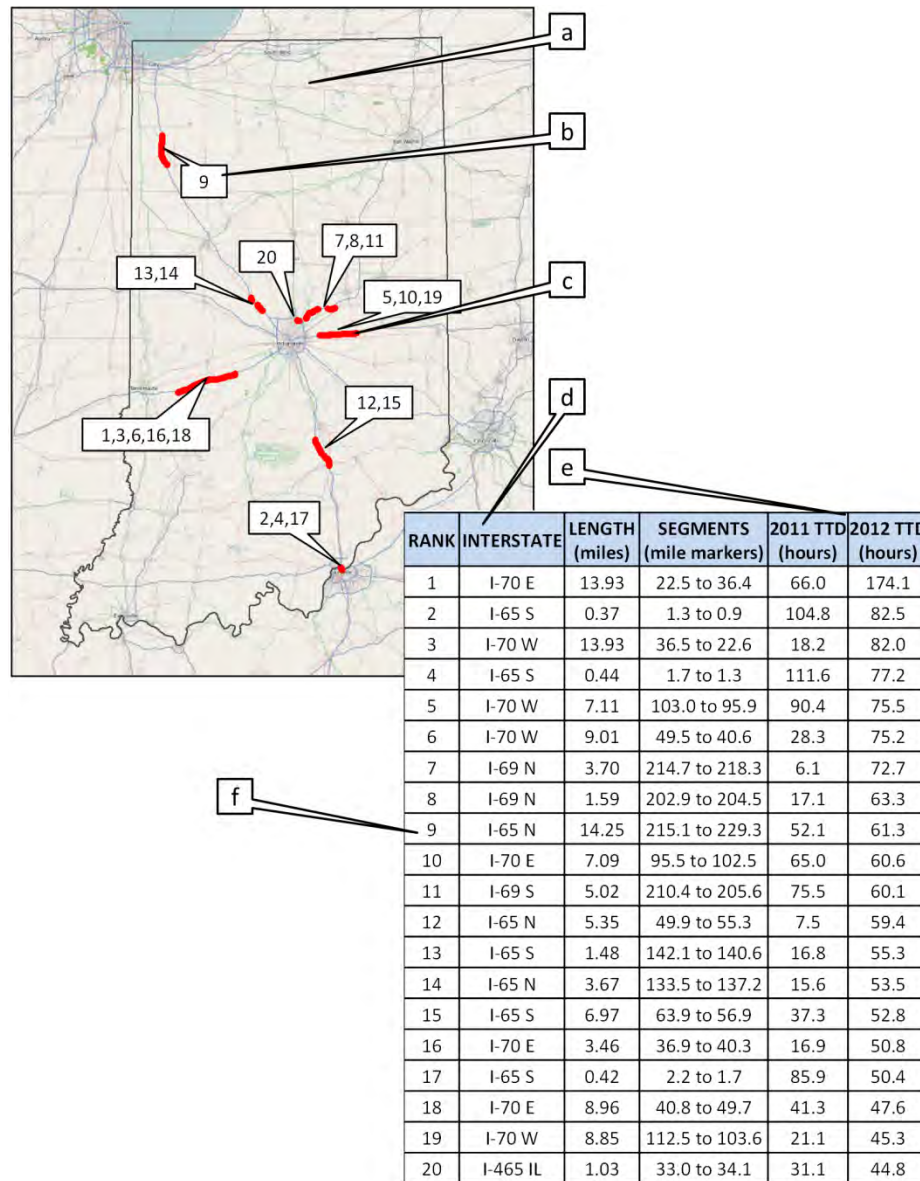 a
b
9
7,8,11
20
13,14
5,10,19
c
1,3,6,16,18
12,15
d
2,4,17
e
RANK INTERSTATE LENGTH (miles) SEGMENTS (mile markers) 2011 TTD (hours) 2012 TTD (hours)
1 I-70 E 13.93 22.5 to 36.4 66.0 174.1
2 I-65 S 0.37 1.3 to 0.9 104.8 82.5
3 I-70 W 13.93 36.5 to 22.6 18.2 82.0
4 I-65 S 0.44 1.7 to 1.3 111.6 77.2
5 I-70 W 7.11 103.0 to 95.9 90.4 75.5
6 I-70 W 9.01 49.5 to 40.6 28.3 75.2
7 I-69 N 3.70 214.7 to 218.3 6.1 72.7
8 I-69 N 1.59 202.9 to 204.5 17.1 63.3
f
9 I-65 N 14.25 215.1 to 229.3 52.1 61.3
10 I-70 E 7.09 95.5 to 102.5 65.0 60.6
11 I-69 S 5.02 210.4 to 205.6 75.5 60.1
12 I-65 N 5.35 49.9 to 55.3 7.5 59.4
13 I-65 S 1.48 142.1 to 140.6 16.8 55.3
14 I-65 N 3.67 133.5 to 137.2 15.6 53.5
15 I-65 S 6.97 63.9 to 56.9 37.3 52.8
16 I-70 E 3.46 36.9 to 40.3 16.9 50.8
17 I-65 S 0.42 2.2 to 1.7 85.9 50.4
18 I-70 E 8.96 40.8 to 49.7 41.3 47.6
19 I-70 W 8.85 112.5 to 103.6 21.1 45.3
20 I-465 IL 1.03 33.0 to 34.1 31.1 44.8